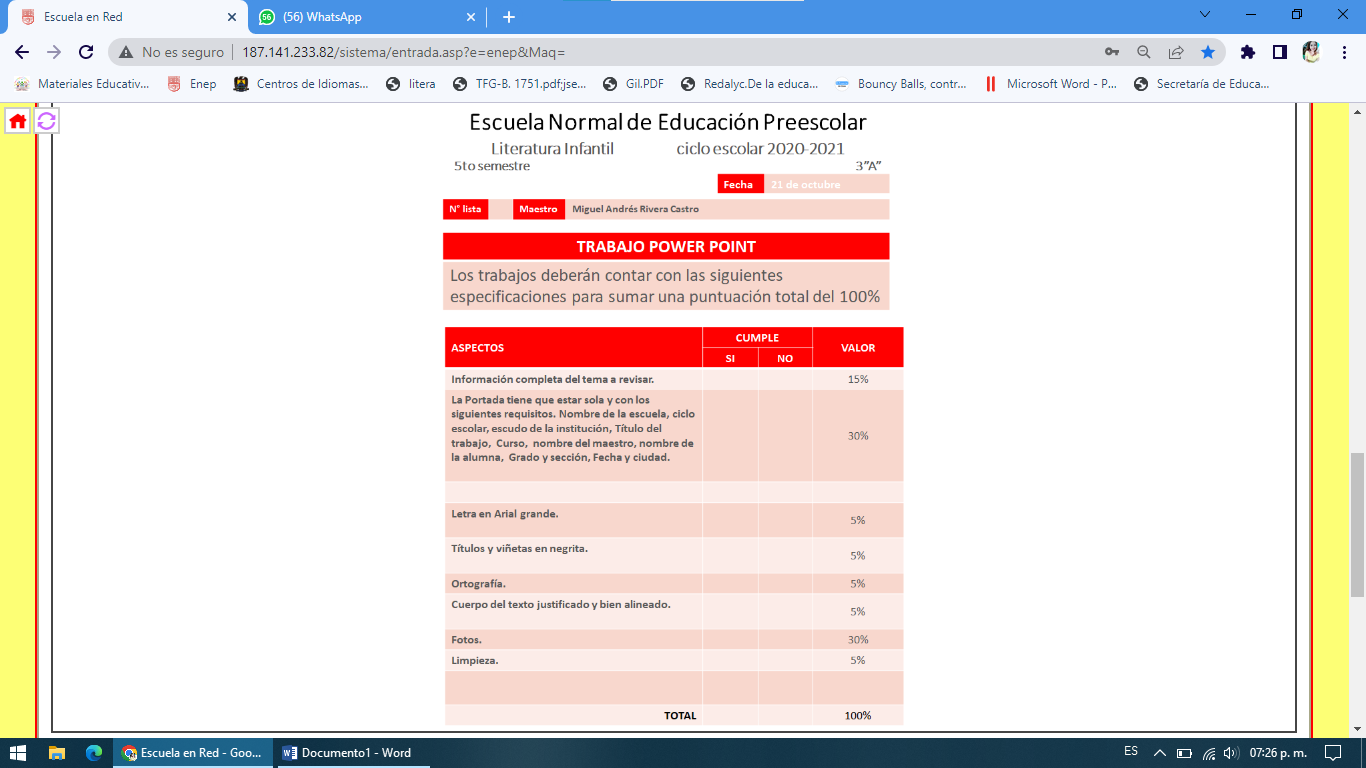 Escuela en Red
(56) WhatsApp
No es seguro 187.141.233.82/sistema/entrada.asp?e=enep&Maq=
Materiales Educativ... Enep Centros de Idiomas... litera TFG-B. 1751.pdf;jse... Gil.PDF Redalyc.De la educa... Bouncy Balls, contr... Microsoft Word - P... Secretaría de Educa...
Escuela Normal de Educación Preescolar
Literatura Infantil ciclo escolar 2020-2021
5to semestre 3”A”
Fecha 21 de octubre
N° lista Maestro Miguel Andrés Rivera Castro
TRABAJO POWER POINT
Los trabajos deberán contar con las siguientes
especificaciones para sumar una puntuación total del 100%
ASPECTOS CUMPLE VALOR
SI NO
Información completa del tema a revisar. 15%
La Portada tiene que estar sola y con los
siguientes requisitos. Nombre de la escuela, ciclo
escolar, escudo de la institución, Título del
trabajo, Curso, nombre del maestro, nombre de
la alumna, Grado y sección, Fecha y ciudad.
30%
Letra en Arial grande. 5%
Títulos y viñetas en negrita. 5%
Ortografía. 5%
Cuerpo del texto justificado y bien alineado. 5%
Fotos. 30%
Limpieza. 5%
TOTAL 100%
Escuela en Red - Goo... Documento1 - Word ES 07:26 p. m.